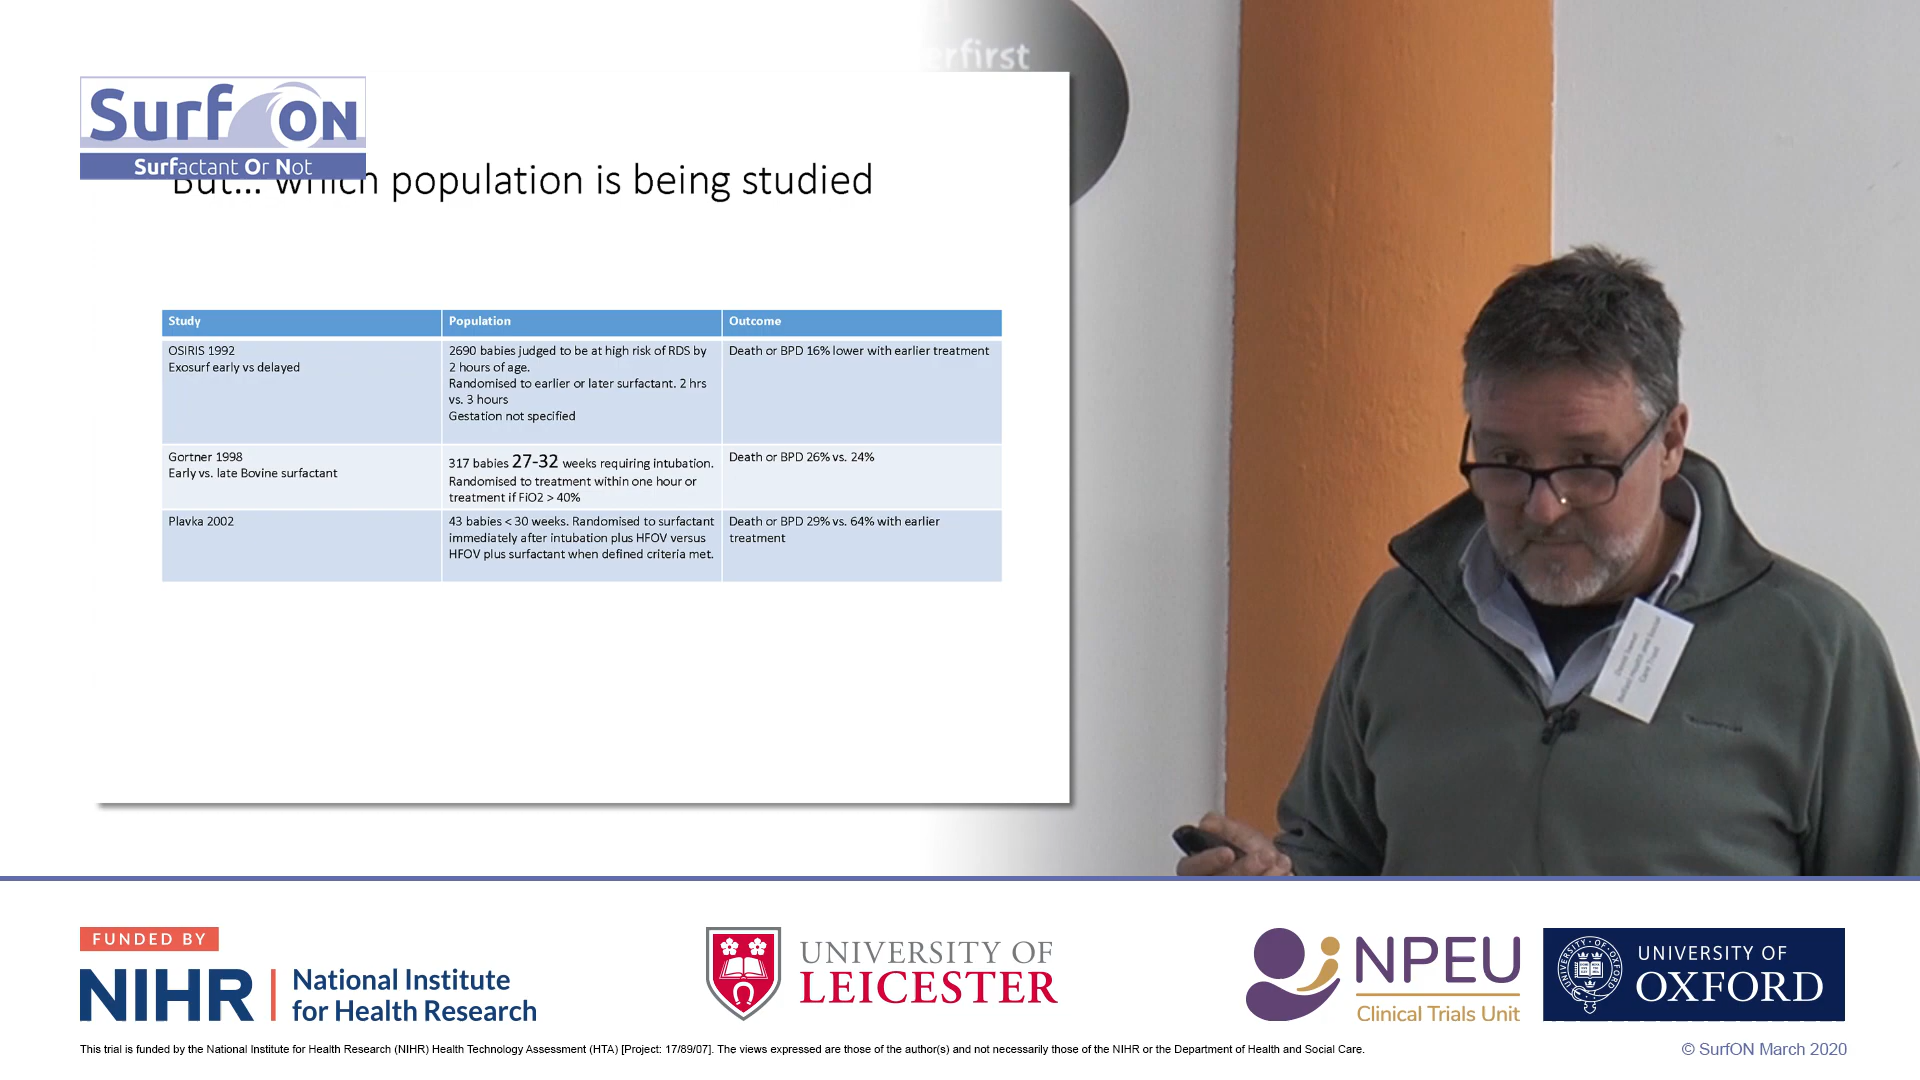 erfirst
Surf ON
Surfactant Or Not
But... which population is being studied
Study
Population
Outcome
OSIRIS 1992
Exosurf early vs delayed
2690 babies judged to be at high risk of RDS by
2 hours of age.
Randomised to earlier or later surfactant. 2 hrs
vs. 3 hours
Gestation not specified
Death or BPD 16% lower with earlier treatment
Gortner 1998
Early vs. late Bovine surfactant
317 babies 27-32 weeks requiring intubation.
Randomised to treatment within one hour or
treatment if FiO2 > 40%
Death or BPD 26% vs. 24%
Plavka 2002
43 babies < 30 weeks. Randomised to surfactant
immediately after intubation plus HFOV versus
HFOV plus surfactant when defined criteria met.
Death or BPD 29% vs. 64% with earlier
treatment
FUNDED BY
NIHR | National Institute
for Health Research
UNIVERSITY OF
LEICESTER
NPEU
Clinical Trials Unit
UNIVERSITY OF
OXFORD
This trial is funded by the National Institute for Health Research (NIHR) Health Technology Assessment (HTA) [Project: 17/89/07]. The views expressed are those of the author(s) and not necessarily those of the NIHR or the Department of Health and Social Care.
© SurfON March 2020